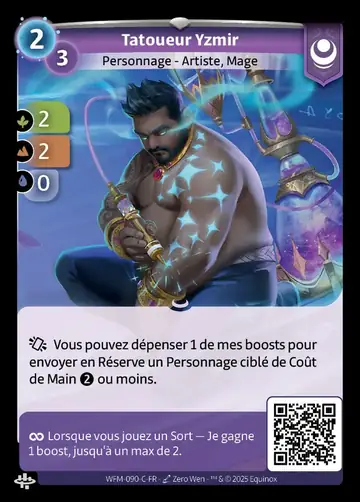 2
Tatoueur Yzmir
3
Personnage - Artiste, Mage
2
2
0
Vous pouvez dépenser 1 de mes boosts pour
envoyer en Réserve un Personnage ciblé de Coût
de Main 2 ou moins.
Lorsque vous jouez un Sort — Je gagne
1 boost, jusqu'à un max de 2.
WFM-090-C-FR - Zero Wen - ™ & © 2025 Equinox